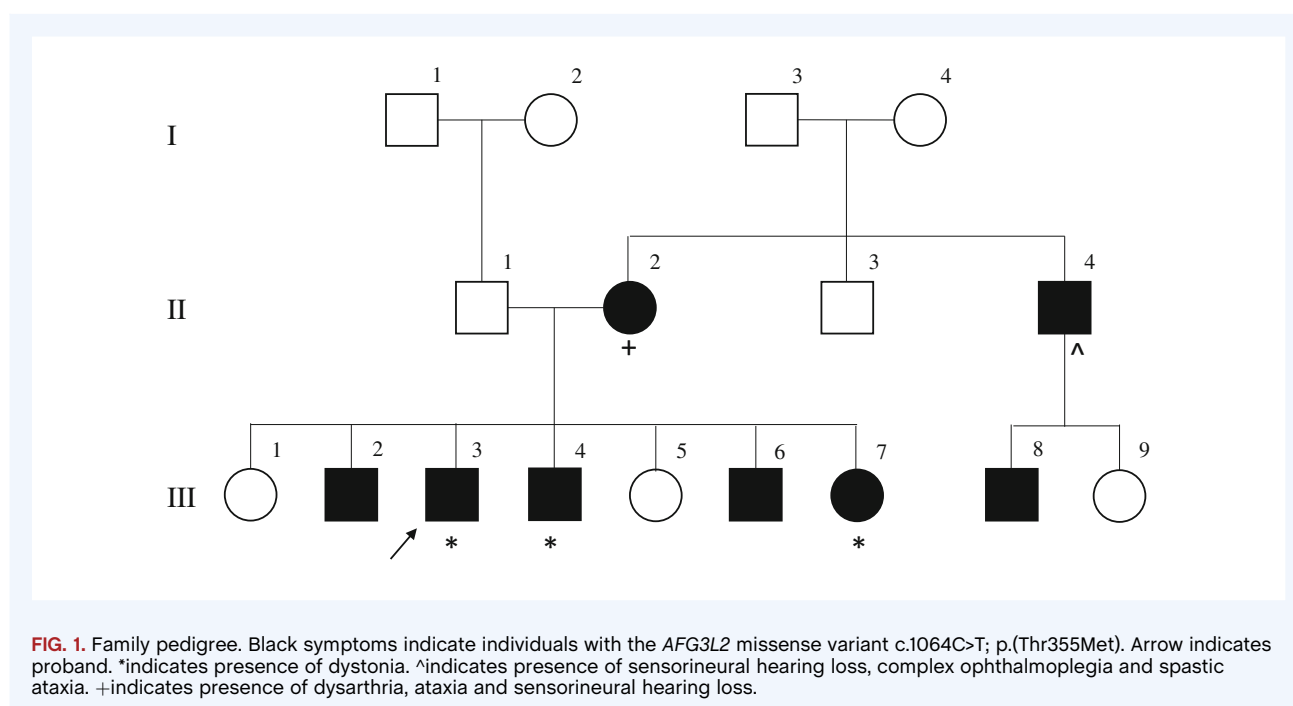 1 2 3 4
I
1 2 3 4
II
+ ^
1 2 3 4 5 6 7 8 9
III
* * *
FIG. 1. Family pedigree. Black symptoms indicate individuals with the AFG3L2 missense variant c.1064C>T; p.(Thr355Met). Arrow indicates
proband. *indicates presence of dystonia. ^indicates presence of sensorineural hearing loss, complex ophthalmoplegia and spastic
ataxia. +indicates presence of dysarthria, ataxia and sensorineural hearing loss.